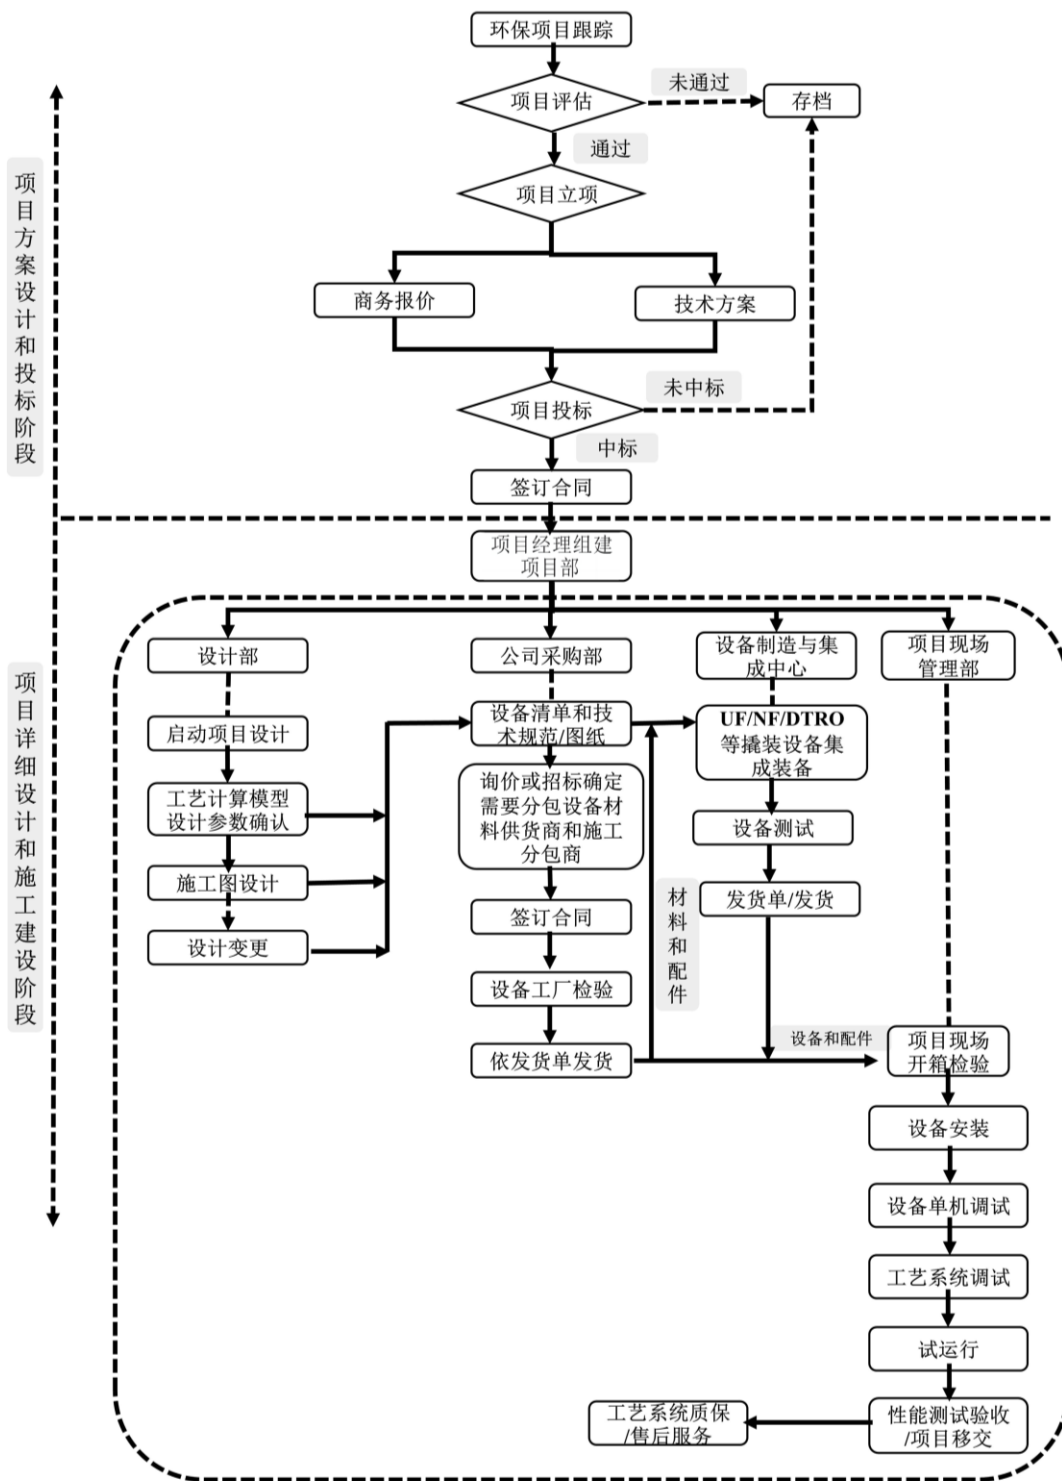 环保项目跟踪
项目评估
未通过
存档
通过
项目立项
商务报价
技术方案
项目投标
未中标
中标
签订合同
项目方案设计和投标阶段
项目经理组建
项目部
设计部
公司采购部
设备制造与集
成中心
项目现场
管理部
启动项目设计
设备清单和技
术规范/图纸
UF/NF/DTRO
等撬装设备集
成装备
工艺计算模型
设计参数确认
询价或招标确定
需要分包设备材
料供货商和施工
分包商
设备测试
施工图设计
签订合同
材料和配件
发货单/发货
设计变更
设备工厂检验
依发货单发货
设备和配件
项目现场
开箱检验
项目详细设计和施工建设阶段
设备安装
设备单机调试
工艺系统调试
试运行
性能测试验收
/项目移交
工艺系统质保
/售后服务